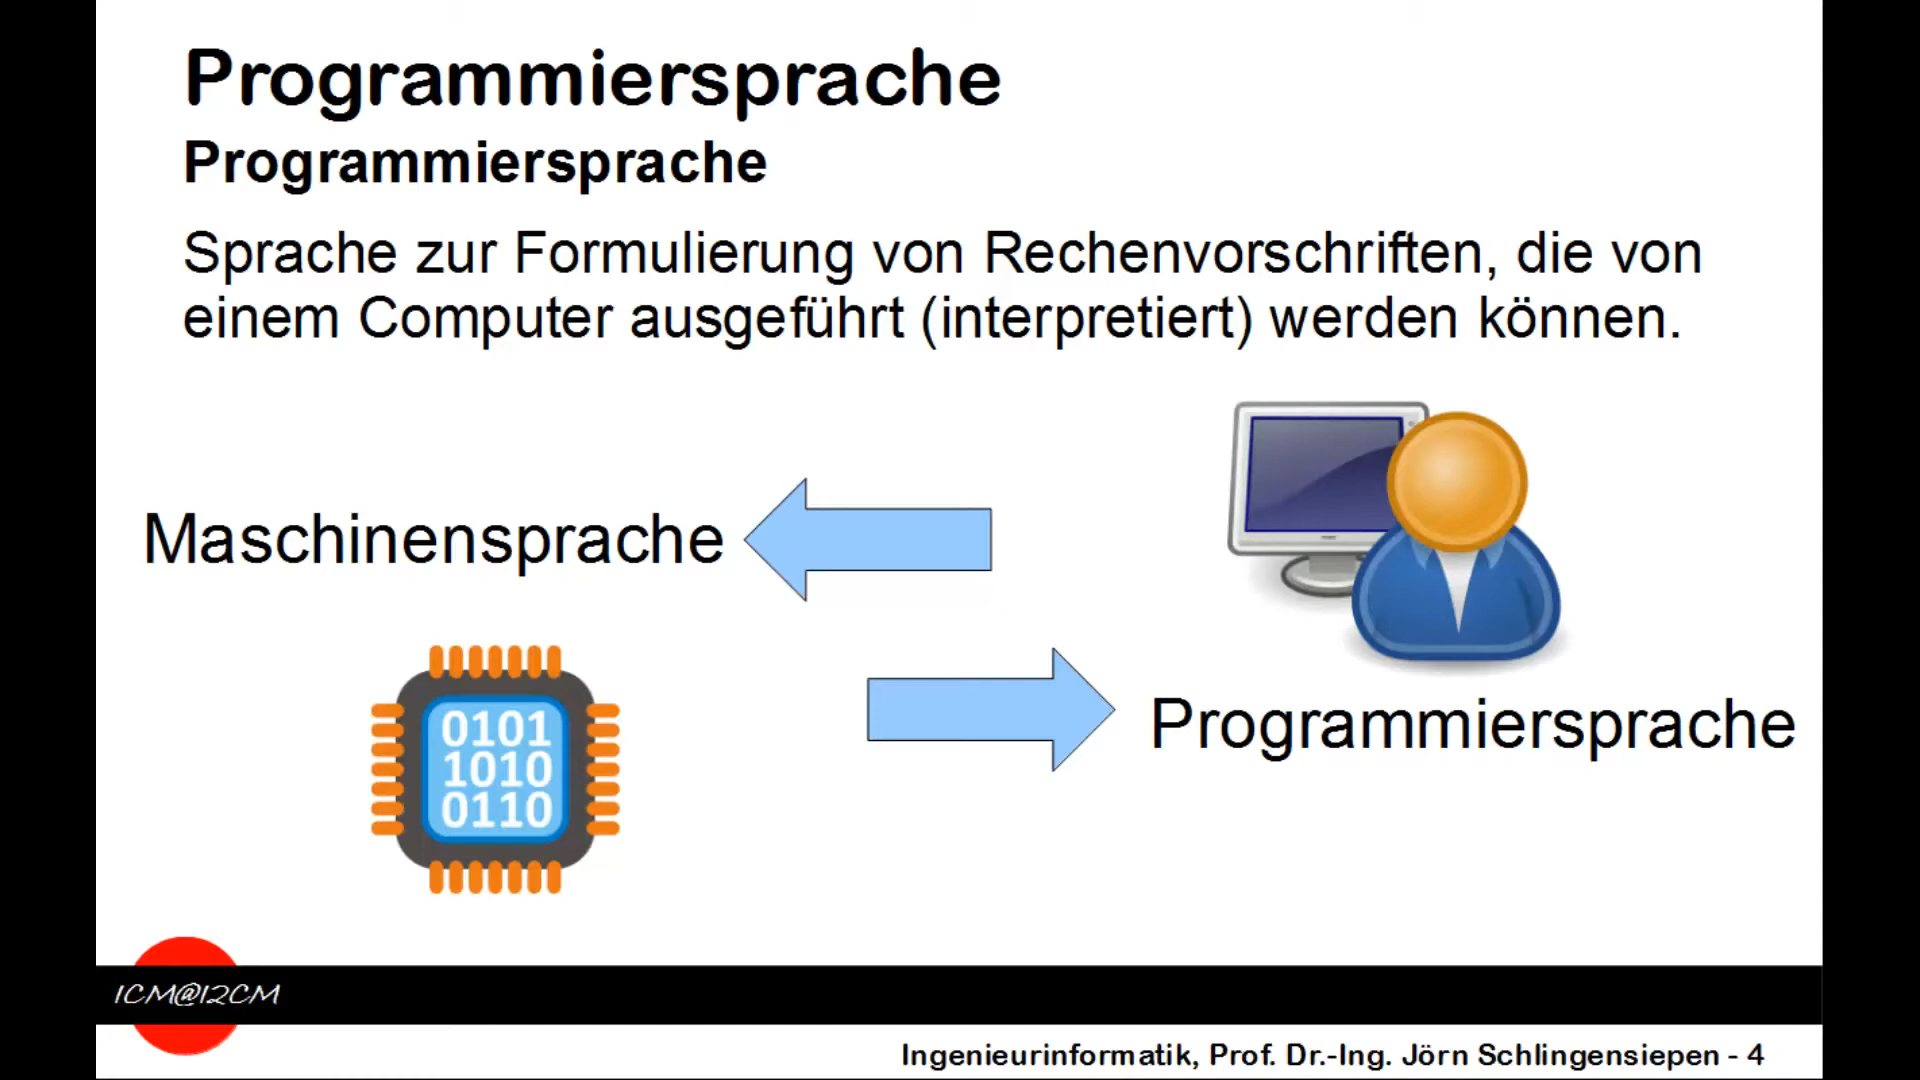 Programmiersprache
Programmiersprache
Sprache zur Formulierung von Rechenvorschriften, die von
einem Computer ausgeführt (interpretiert) werden können.
Maschinensprache
0101
1010
0110
Programmiersprache
ICM@I2CM
Ingenieurinformatik, Prof. Dr.-Ing. Jörn Schlingensiepen - 4